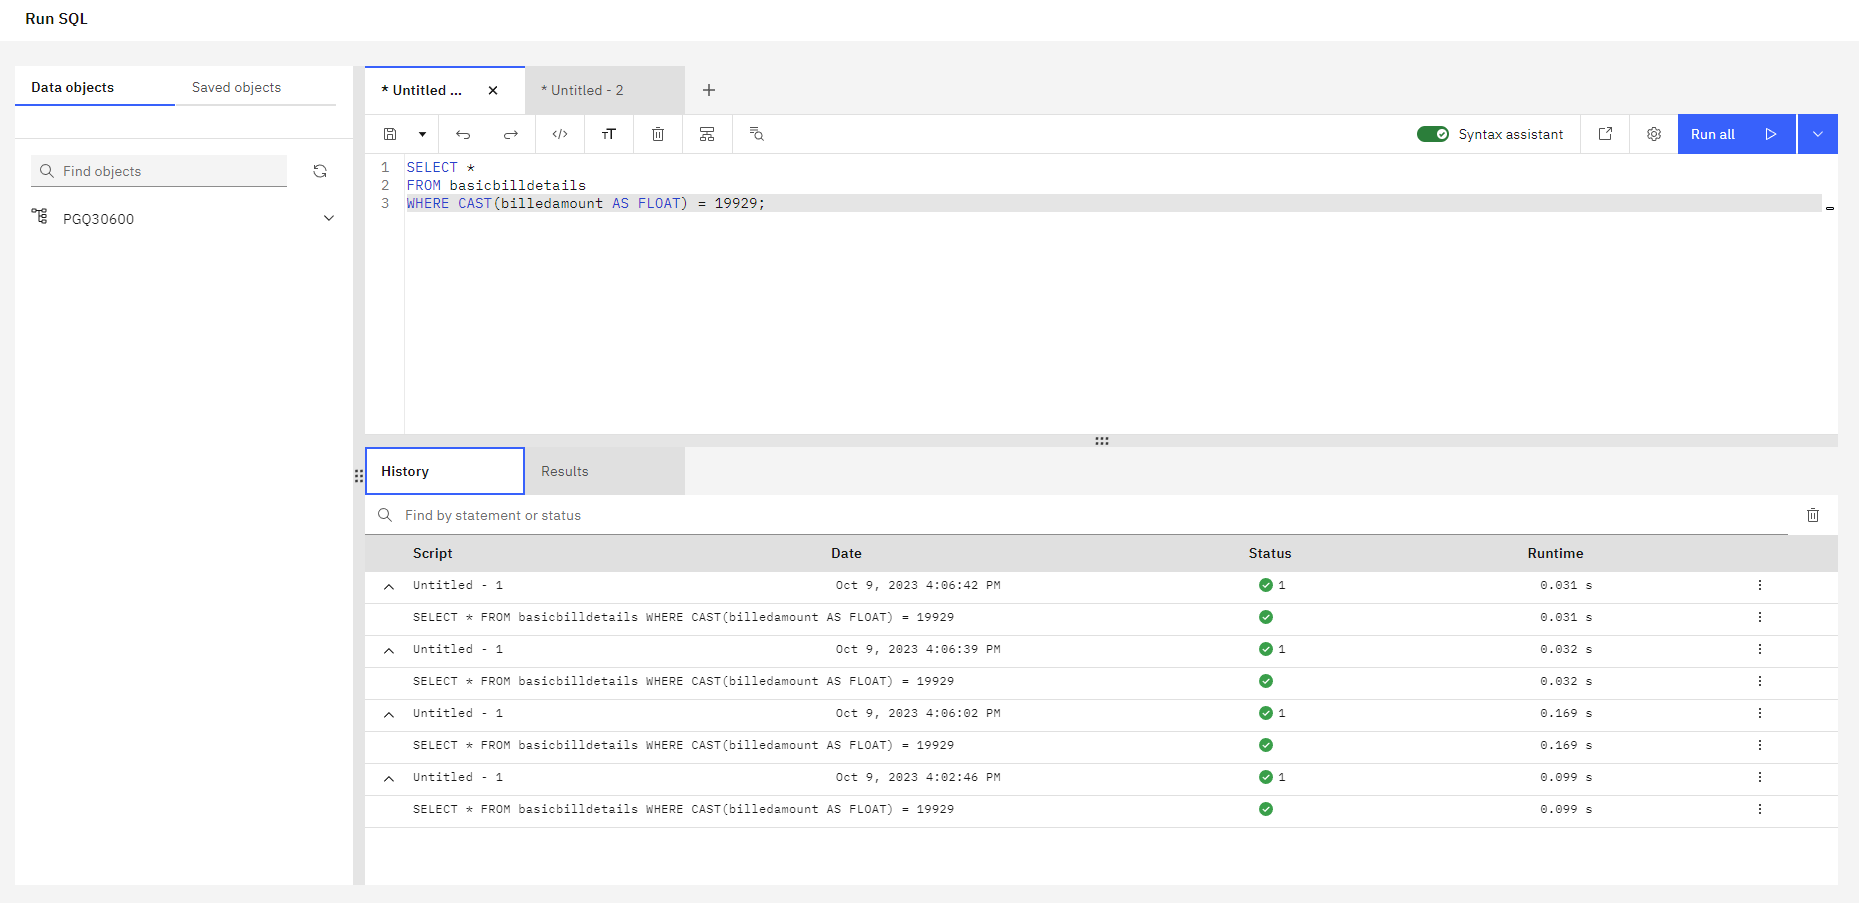 Run SQL
Data objects
Saved objects
Find objects
PGQ30600
* Untitled ...
* Untitled - 2
Syntax assistant
Run all
1 SELECT *
2 FROM basicbilldetails
3 WHERE CAST(billedamount AS FLOAT) = 19929;
History
Results
Find by statement or status
Script Date Status Runtime
Untitled - 1 Oct 9, 2023 4:06:42 PM 1 0.031 s
SELECT * FROM basicbilldetails WHERE CAST(billedamount AS FLOAT) = 19929 0.031 s
Untitled - 1 Oct 9, 2023 4:06:39 PM 1 0.032 s
SELECT * FROM basicbilldetails WHERE CAST(billedamount AS FLOAT) = 19929 0.032 s
Untitled - 1 Oct 9, 2023 4:06:02 PM 1 0.169 s
SELECT * FROM basicbilldetails WHERE CAST(billedamount AS FLOAT) = 19929 0.169 s
Untitled - 1 Oct 9, 2023 4:02:46 PM 1 0.099 s
SELECT * FROM basicbilldetails WHERE CAST(billedamount AS FLOAT) = 19929 0.099 s